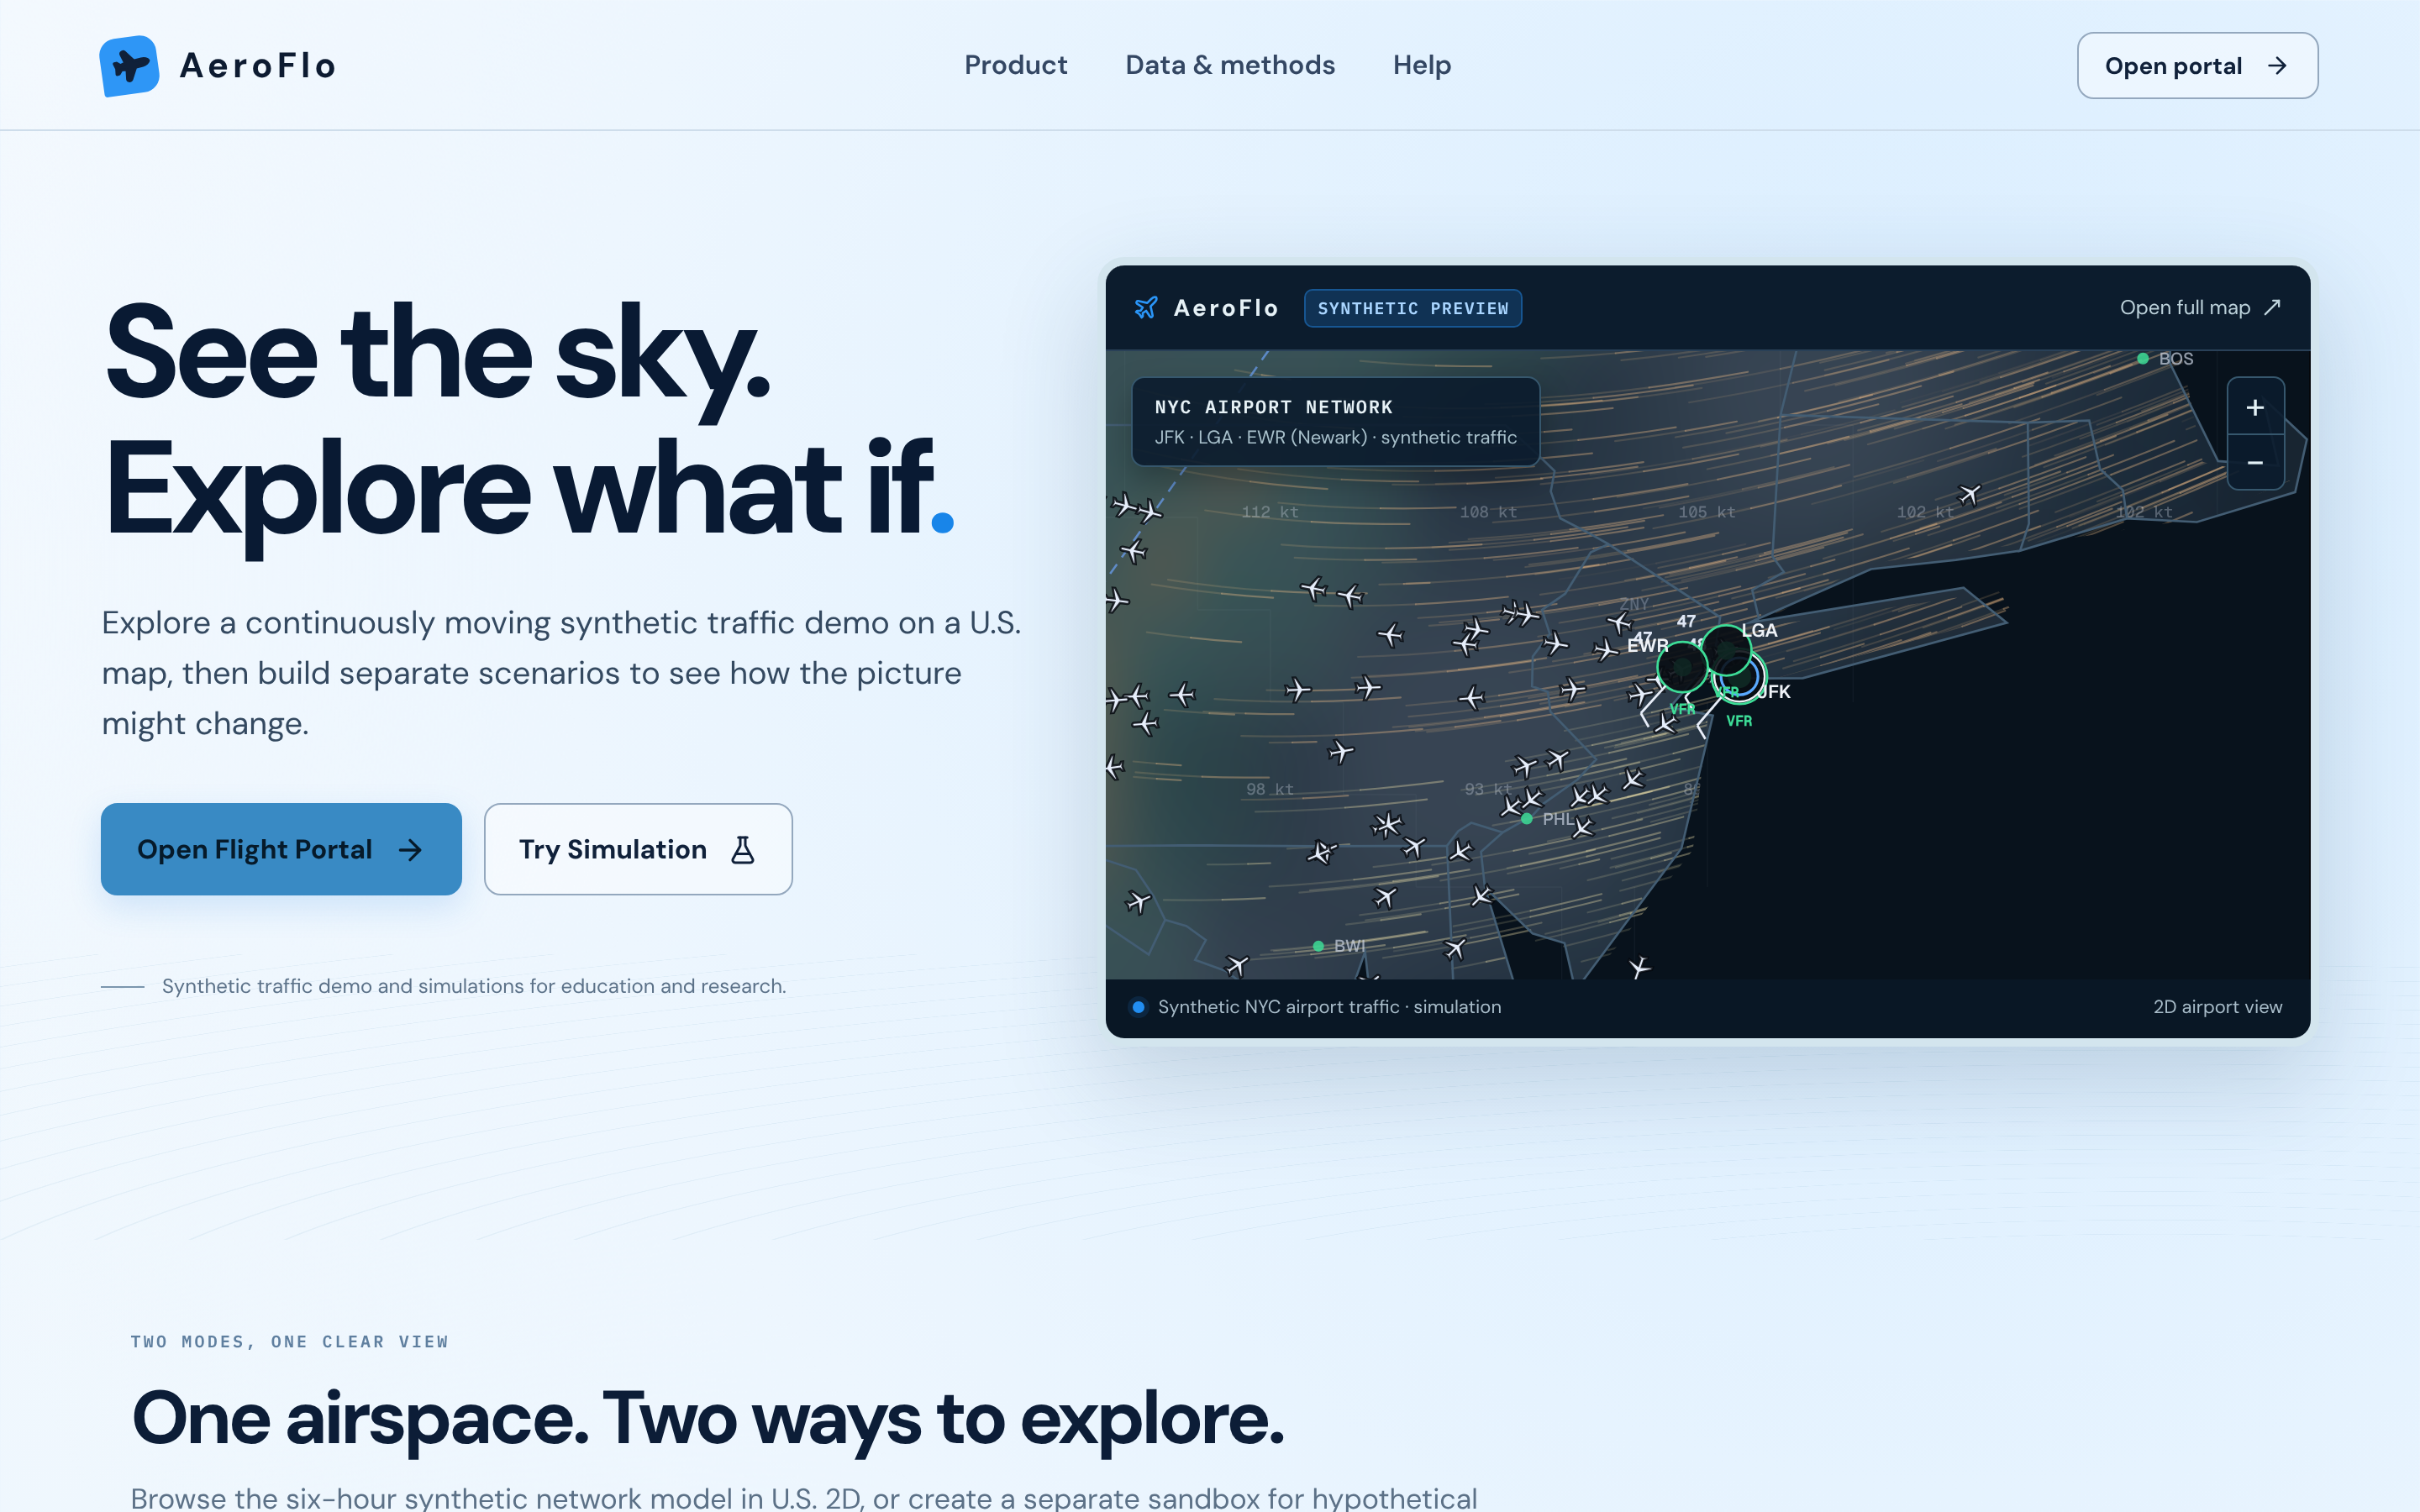 AeroFlo
Product
Data & methods
Help
Open portal
See the sky.
Explore what if.
Explore a continuously moving synthetic traffic demo on a U.S.
map, then build separate scenarios to see how the picture
might change.
Open Flight Portal
Try Simulation
Synthetic traffic demo and simulations for education and research.
AeroFlo
SYNTHETIC PREVIEW
Open full map
BOS
NYC AIRPORT NETWORK
JFK · LGA · EWR (Newark) · synthetic traffic
+
−
112 kt
108 kt
105 kt
102 kt
102 kt
ZNY
47
47
LGA
EWR
JFK
VFR
VFR
VFR
98 kt
93 kt
PHL
BWI
Synthetic NYC airport traffic · simulation
2D airport view
TWO MODES, ONE CLEAR VIEW
One airspace. Two ways to explore.
Browse the six-hour synthetic network model in U.S. 2D, or create a separate sandbox for hypothetical